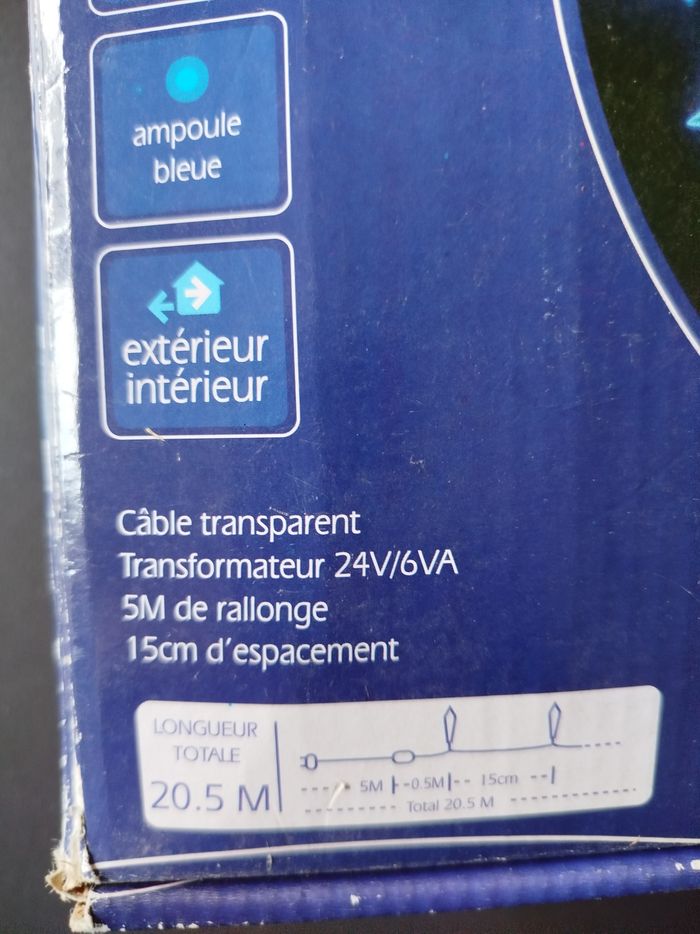 ampoule
bleue
extérieur
intérieur
Câble transparent
Transformateur 24V/6VA
5M de rallonge
15cm d'espacement
LONGUEUR
TOTALE
20.5 M
5M 0.5M 15cm
Total 20.5 M